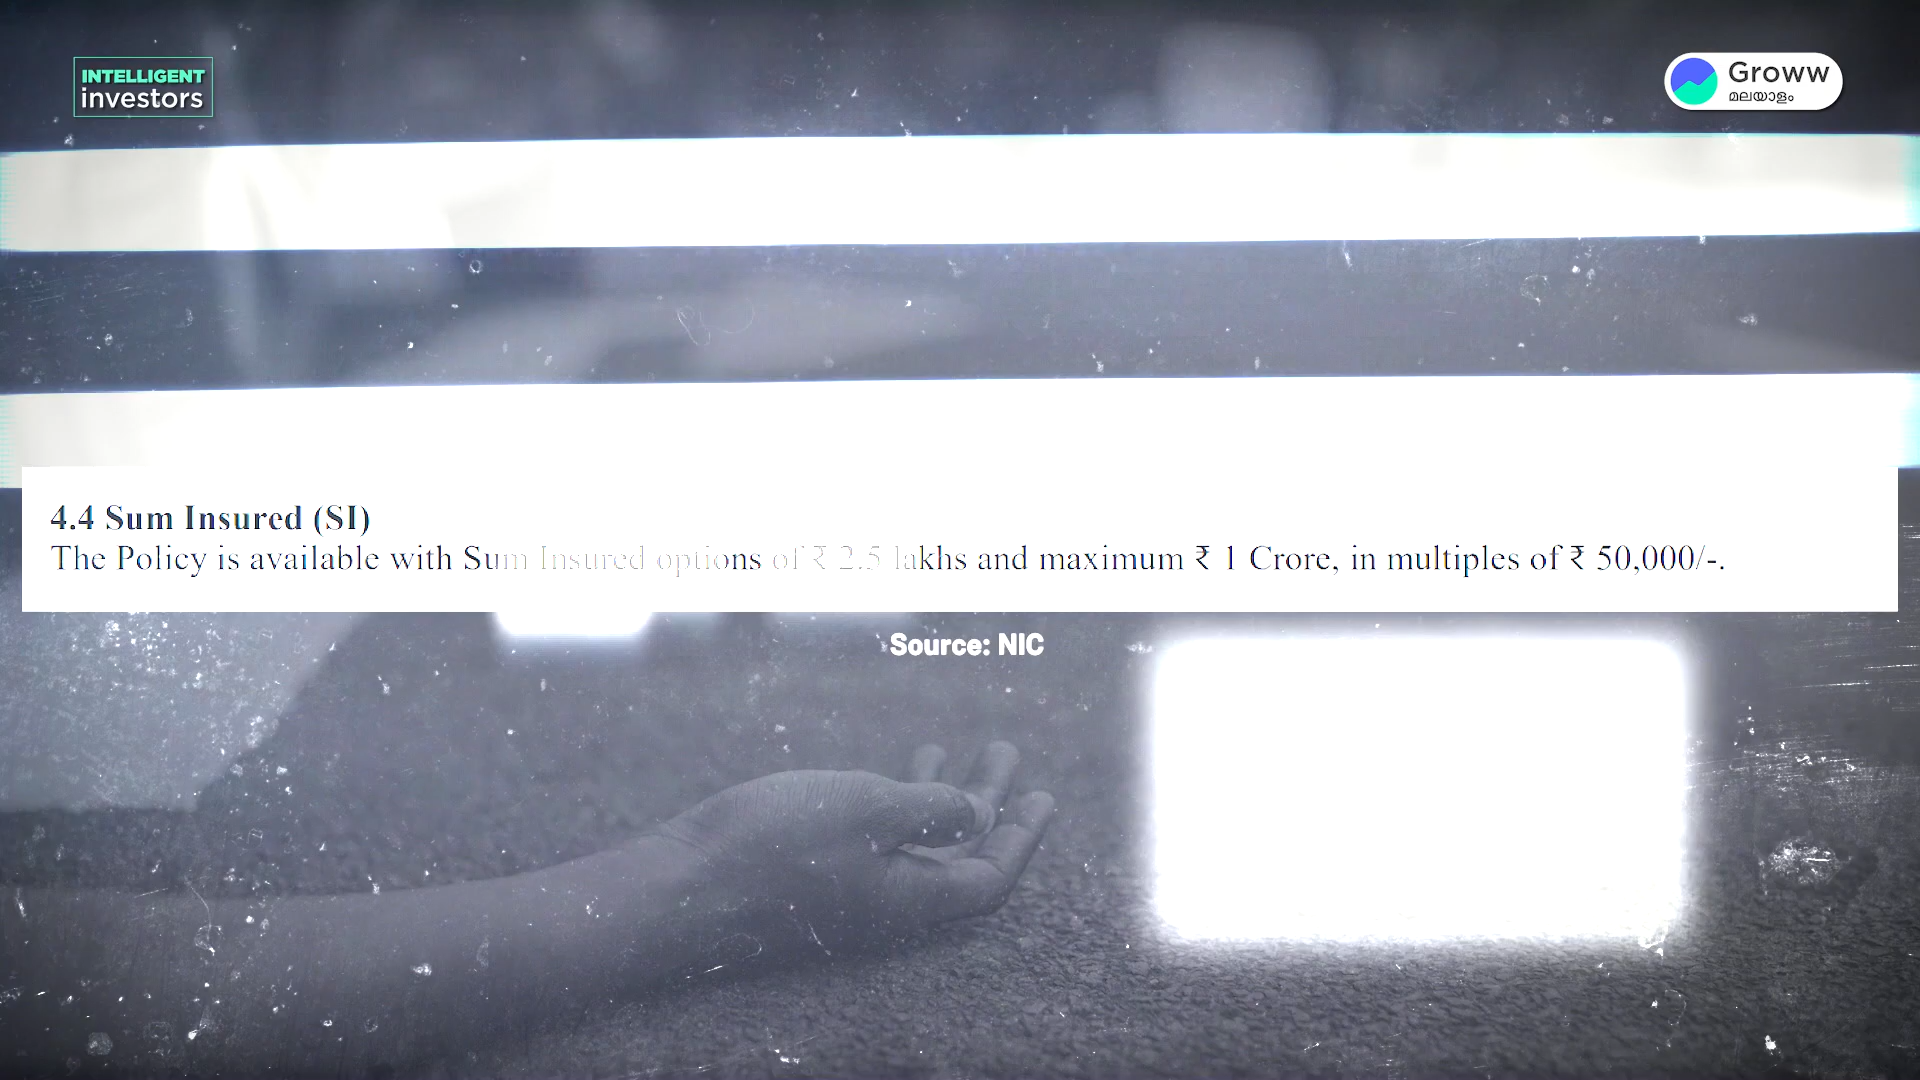 INTELLIGENT
investors
Groww
മലയാളം
4.4 Sum Insured (SI)
The Policy is available with Sum Insured options of ₹ 2.5 lakhs and maximum ₹ 1 Crore, in multiples of ₹ 50,000/-.
Source: NIC